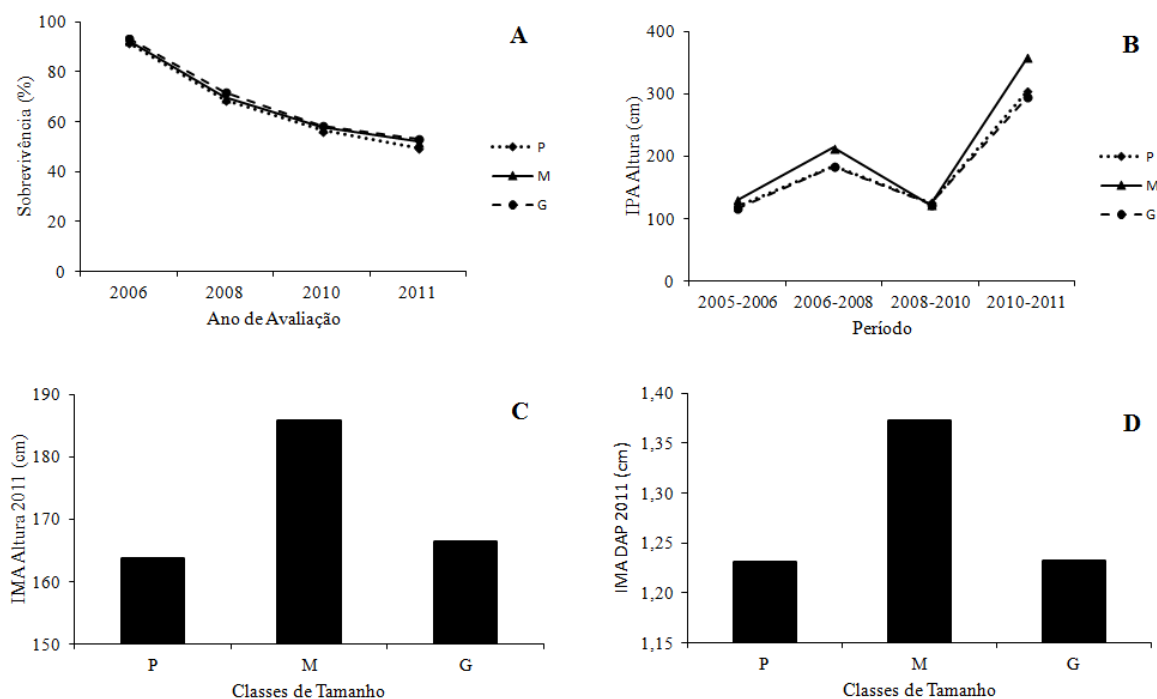 A
Sobrevivência (%)
100
80
60
40
20
0
2006 2008 2010 2011
Ano de Avaliação
P
M
G
B
IPA Altura (cm)
400
300
200
100
0
2005-2006 2006-2008 2008-2010 2010-2011
Período
P
M
G
C
IMA Altura 2011 (cm)
190
180
170
160
150
P M G
Classes de Tamanho
D
IMA DAP 2011 (cm)
1,40
1,35
1,30
1,25
1,20
1,15
P M G
Classes de Tamanho